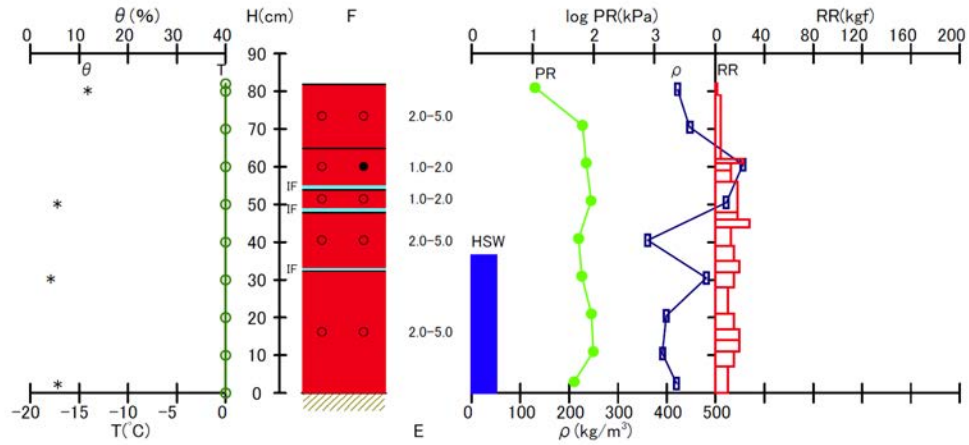 θ(%) H(cm) F log PR(kPa) RR(kgf)
0 10 20 30 40 90 0 1 2 3 0 40 80 120 160 200
θ T PR ρ RR
80
2.0-5.0
70
60 1.0-2.0
IF
50 1.0-2.0
IF
40 2.0-5.0 HSW
IF
30
20 2.0-5.0
10
0
-20 -15 -10 -5 0 0 100 200 300 400 500
T(°C) E ρ(kg/m³)